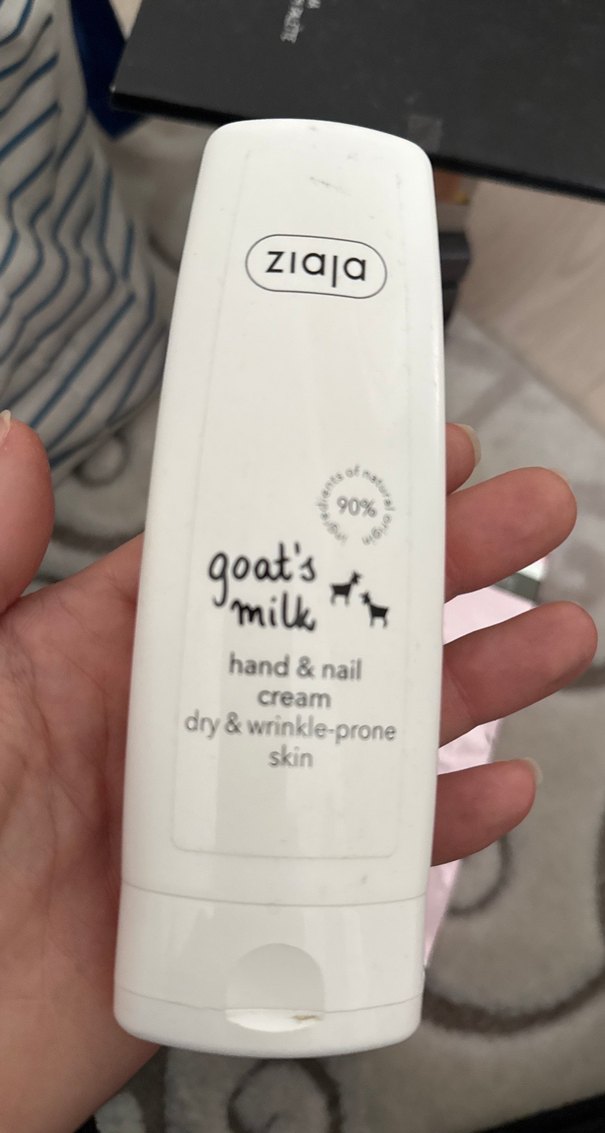 ziaja
ingredients of natural origin
90%
goat's
milk
hand & nail
cream
dry & wrinkle-prone
skin